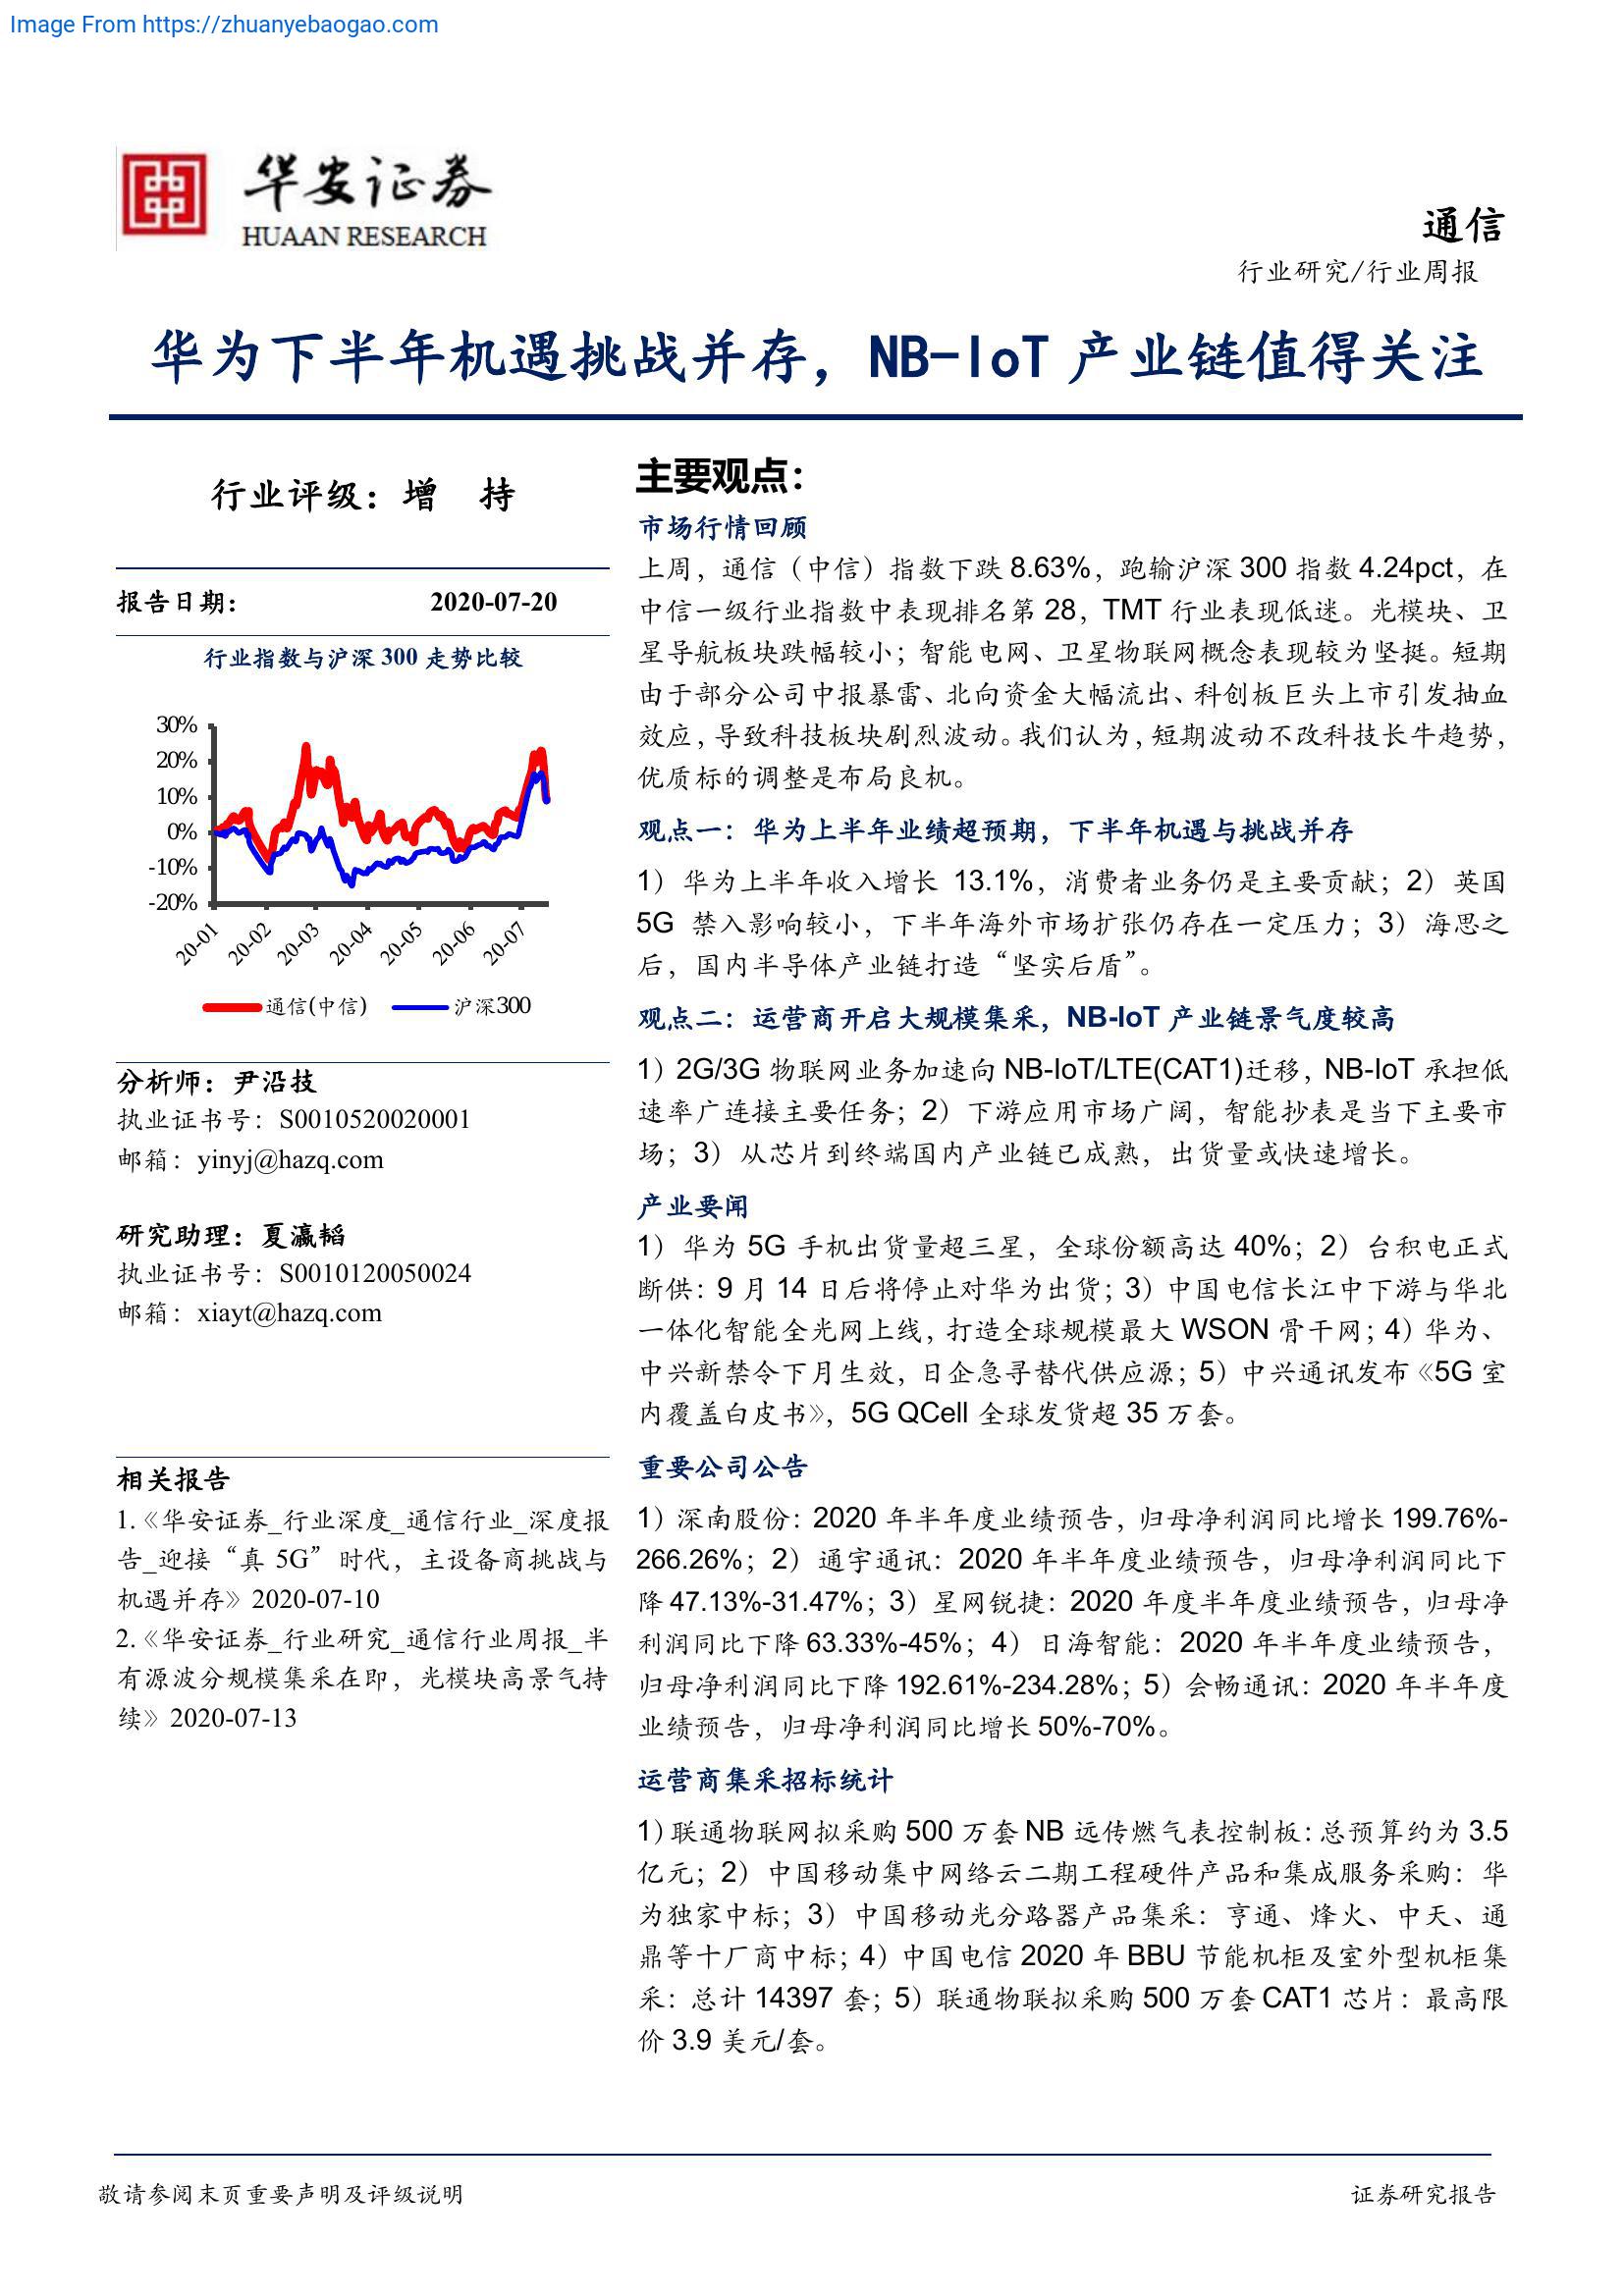 Image From https://zhuanyebaogao.com
华安证券
HUAAN RESEARCH
通信
行业研究/行业周报
华为下半年机遇挑战并存，NB-IoT 产业链值得关注
行业评级：增 持
报告日期： 2020-07-20
行业指数与沪深 300 走势比较
30%
20%
10%
0%
-10%
-20%
20-01 20-02 20-03 20-04 20-05 20-06 20-07
通信(中信) 沪深300
分析师：尹沿技
执业证书号：S0010520020001
邮箱：yinyj@hazq.com
研究助理：夏瀛韬
执业证书号：S0010120050024
邮箱：xiayt@hazq.com
相关报告
1.《华安证券_行业深度_通信行业_深度报
告_迎接“真 5G”时代，主设备商挑战与
机遇并存》2020-07-10
2.《华安证券_行业研究_通信行业周报_半
有源波分规模集采在即，光模块高景气持
续》2020-07-13
主要观点：
市场行情回顾
上周，通信（中信）指数下跌 8.63%，跑输沪深 300 指数 4.24pct，在
中信一级行业指数中表现排名第 28，TMT 行业表现低迷。光模块、卫
星导航板块跌幅较小；智能电网、卫星物联网概念表现较为坚挺。短期
由于部分公司中报暴雷、北向资金大幅流出、科创板巨头上市引发抽血
效应，导致科技板块剧烈波动。我们认为，短期波动不改科技长牛趋势，
优质标的调整是布局良机。
观点一：华为上半年业绩超预期，下半年机遇与挑战并存
1）华为上半年收入增长 13.1%，消费者业务仍是主要贡献；2）英国
5G 禁入影响较小，下半年海外市场扩张仍存在一定压力；3）海思之
后，国内半导体产业链打造“坚实后盾”。
观点二：运营商开启大规模集采，NB-IoT 产业链景气度较高
1）2G/3G 物联网业务加速向 NB-IoT/LTE(CAT1)迁移，NB-IoT 承担低
速率广连接主要任务；2）下游应用市场广阔，智能抄表是当下主要市
场；3）从芯片到终端国内产业链已成熟，出货量或快速增长。
产业要闻
1）华为 5G 手机出货量超三星，全球份额高达 40%；2）台积电正式
断供：9 月 14 日后将停止对华为出货；3）中国电信长江中下游与华北
一体化智能全光网上线，打造全球规模最大 WSON 骨干网；4）华为、
中兴新禁令下月生效，日企急寻替代供应源；5）中兴通讯发布《5G 室
内覆盖白皮书》，5G QCell 全球发货超 35 万套。
重要公司公告
1）深南股份：2020 年半年度业绩预告，归母净利润同比增长 199.76%-
266.26%；2）通宇通讯：2020 年半年度业绩预告，归母净利润同比下
降 47.13%-31.47%；3）星网锐捷：2020 年度半年度业绩预告，归母净
利润同比下降 63.33%-45%；4）日海智能：2020 年半年度业绩预告，
归母净利润同比下降 192.61%-234.28%；5）会畅通讯：2020 年半年度
业绩预告，归母净利润同比增长 50%-70%。
运营商集采招标统计
1）联通物联网拟采购 500 万套 NB 远传燃气表控制板：总预算约为 3.5
亿元；2）中国移动集中网络云二期工程硬件产品和集成服务采购：华
为独家中标；3）中国移动光分路器产品集采：亨通、烽火、中天、通
鼎等十厂商中标；4）中国电信 2020 年 BBU 节能机柜及室外型机柜集
采：总计 14397 套；5）联通物联拟采购 500 万套 CAT1 芯片：最高限
价 3.9 美元/套。
敬请参阅末页重要声明及评级说明 证券研究报告